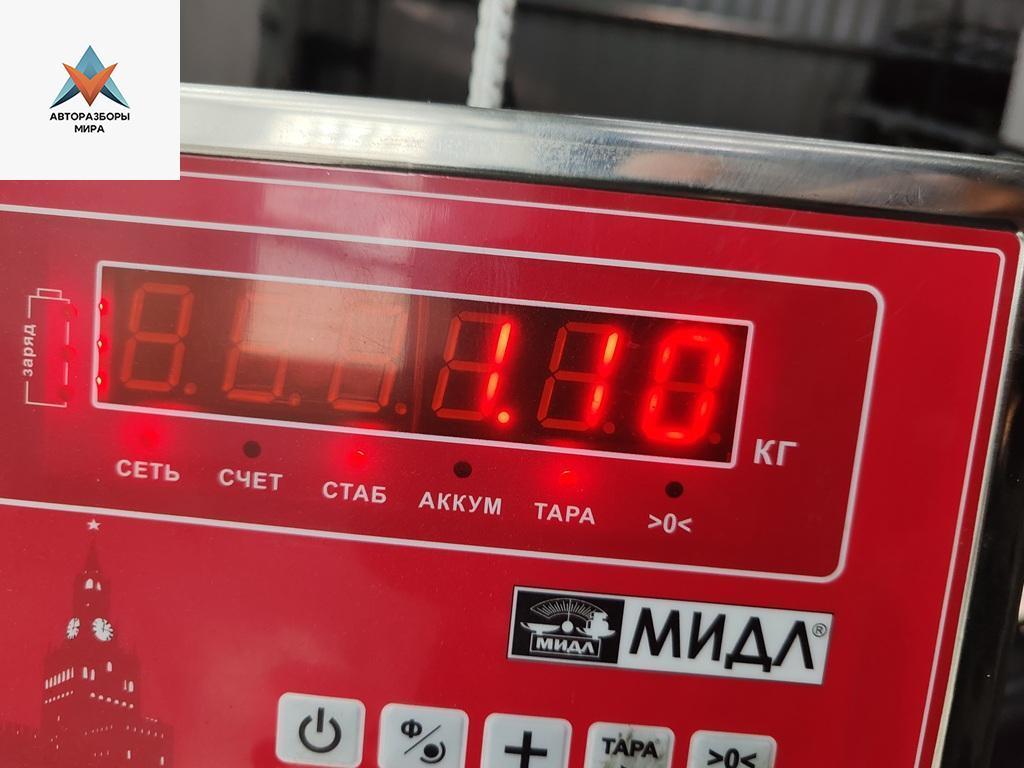 АВТОРАЗБОРЫ
МИРА
заряд
1.10
КГ
СЕТЬ СЧЕТ СТАБ АККУМ ТАРА >0<
МИДЛ МИДЛ®
Ф/ + ТАРА >0<